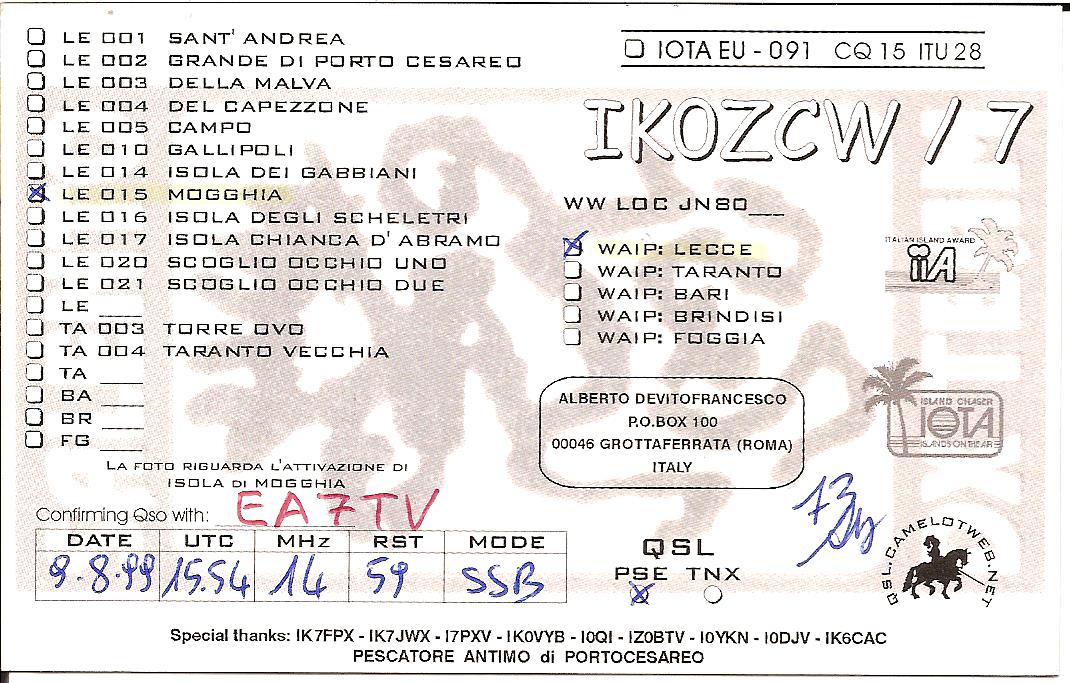 LE 001 SANT' ANDREA
LE 002 GRANDE DI PORTO CESAREO
LE 003 DELLA MALVA
LE 004 DEL CAPEZZONE
LE 005 CAMPO
LE 010 GALLIPOLI
LE 014 ISOLA DEI GABBIANI
LE 015 MOGGHIA
LE 016 ISOLA DEGLI SCHELETRI
LE 017 ISOLA CHIANCA D'ABRAMO
LE 020 SCOGLIO OCCHIO UNO
LE 021 SCOGLIO OCCHIO DUE
LE ___
TA 003 TORRE OVO
TA 004 TARANTO VECCHIA
TA ___
BA ___
BR ___
FG ___
LA FOTO RIGUARDA L'ATTIVAZIONE DI
ISOLA DI MOGGHIA
IOTA EU - 091 CQ 15 ITU 28
IK0ZCW / 7
WW LOC JN80___
WAIP: LECCE
WAIP: TARANTO
WAIP: BARI
WAIP: BRINDISI
WAIP: FOGGIA
ITALIAN ISLAND AWARD
iiA
ISLAND CHASER
IOTA
ISLANDS ON THE AIR
ALBERTO DEVITOFRANCESCO
P.O.BOX 100
00046 GROTTAFERRATA (ROMA)
ITALY
Confirming Qso with: EA7TV
DATE UTC MHz RST MODE
9.8.99 15.54 14 59 SSB
73
QSL
PSE TNX
QSL.CAMELOTWEB.NET
Special thanks: IK7FPX - IK7JWX - I7PXV - IK0VYB - I0QI - IZ0BTV - I0YKN - I0DJV - IK6CAC
PESCATORE ANTIMO di PORTOCESAREO